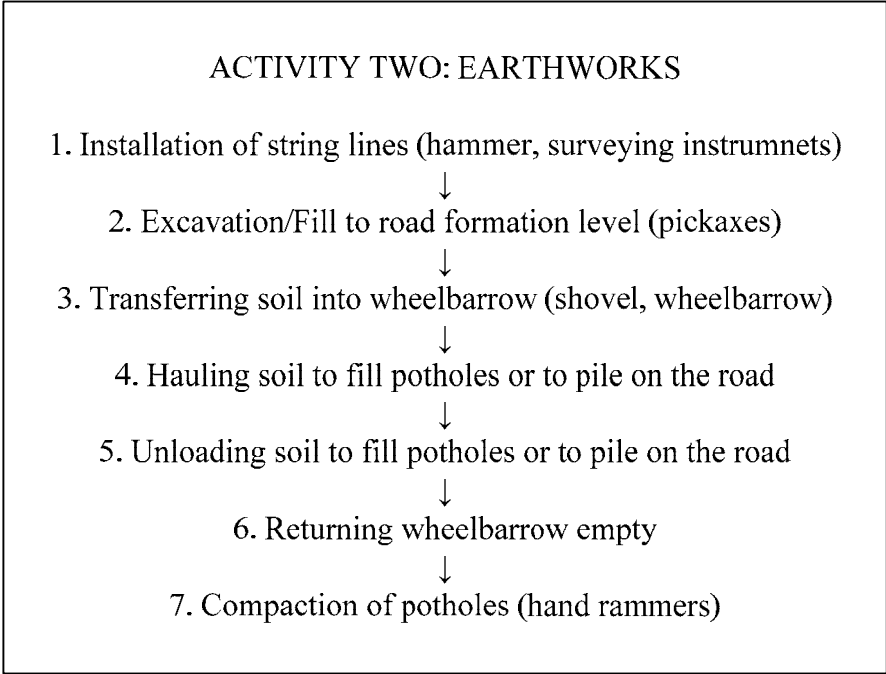 ACTIVITY TWO: EARTHWORKS
1. Installation of string lines (hammer, surveying instrumnets)
↓
2. Excavation/Fill to road formation level (pickaxes)
↓
3. Transferring soil into wheelbarrow (shovel, wheelbarrow)
↓
4. Hauling soil to fill potholes or to pile on the road
↓
5. Unloading soil to fill potholes or to pile on the road
↓
6. Returning wheelbarrow empty
↓
7. Compaction of potholes (hand rammers)